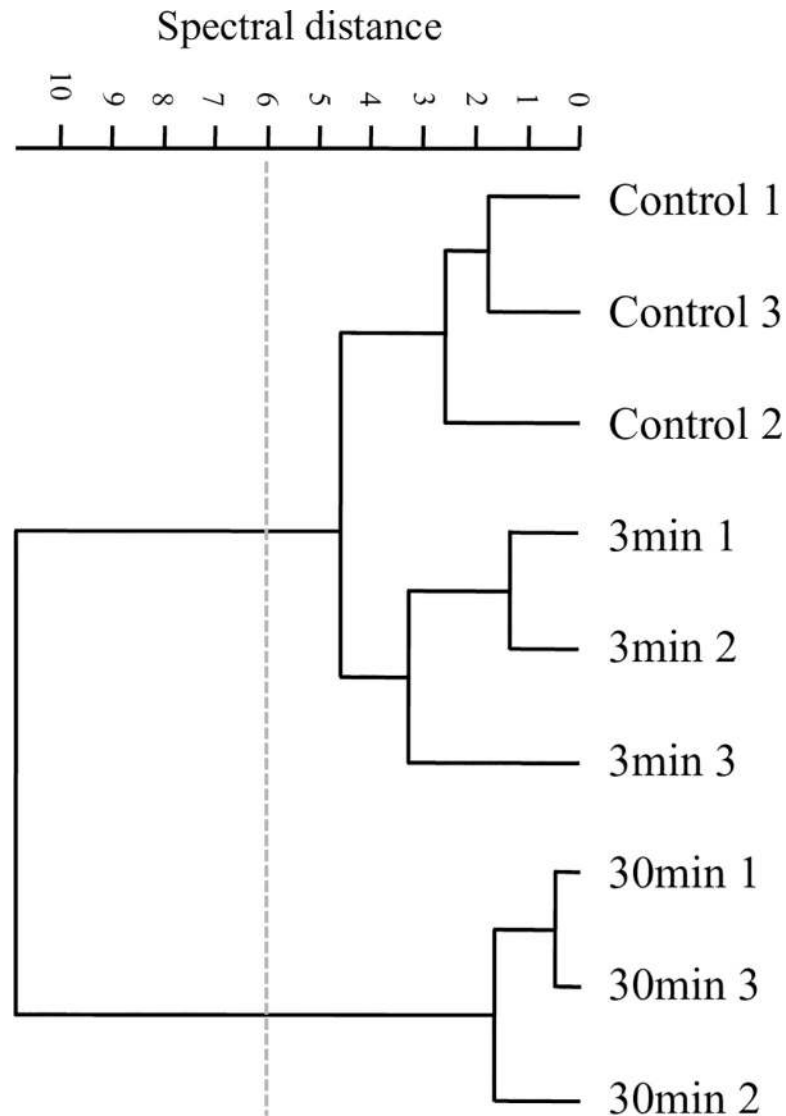 Spectral distance
10 9 8 7 6 5 4 3 2 1 0
Control 1
Control 3
Control 2
3min 1
3min 2
3min 3
30min 1
30min 3
30min 2